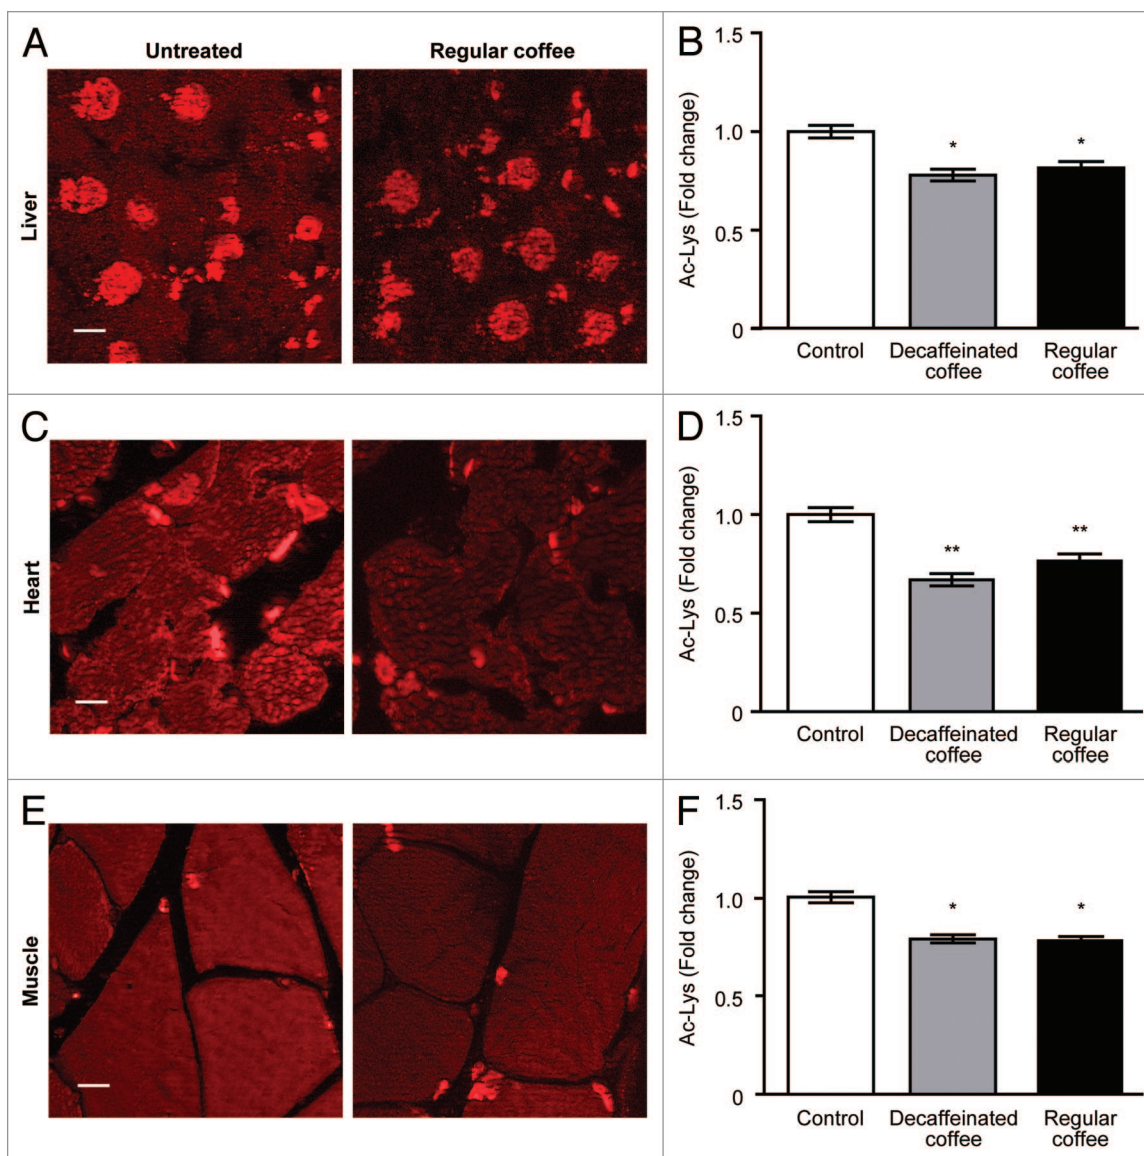 A
Untreated
Regular coffee
Liver
B
Ac-Lys (Fold change)
1.5
1.0
0.5
0
*
*
Control
Decaffeinated
coffee
Regular
coffee
C
Heart
D
Ac-Lys (Fold change)
1.5
1.0
0.5
0
**
**
Control
Decaffeinated
coffee
Regular
coffee
E
Muscle
F
Ac-Lys (Fold change)
1.5
1.0
0.5
0
*
*
Control
Decaffeinated
coffee
Regular
coffee